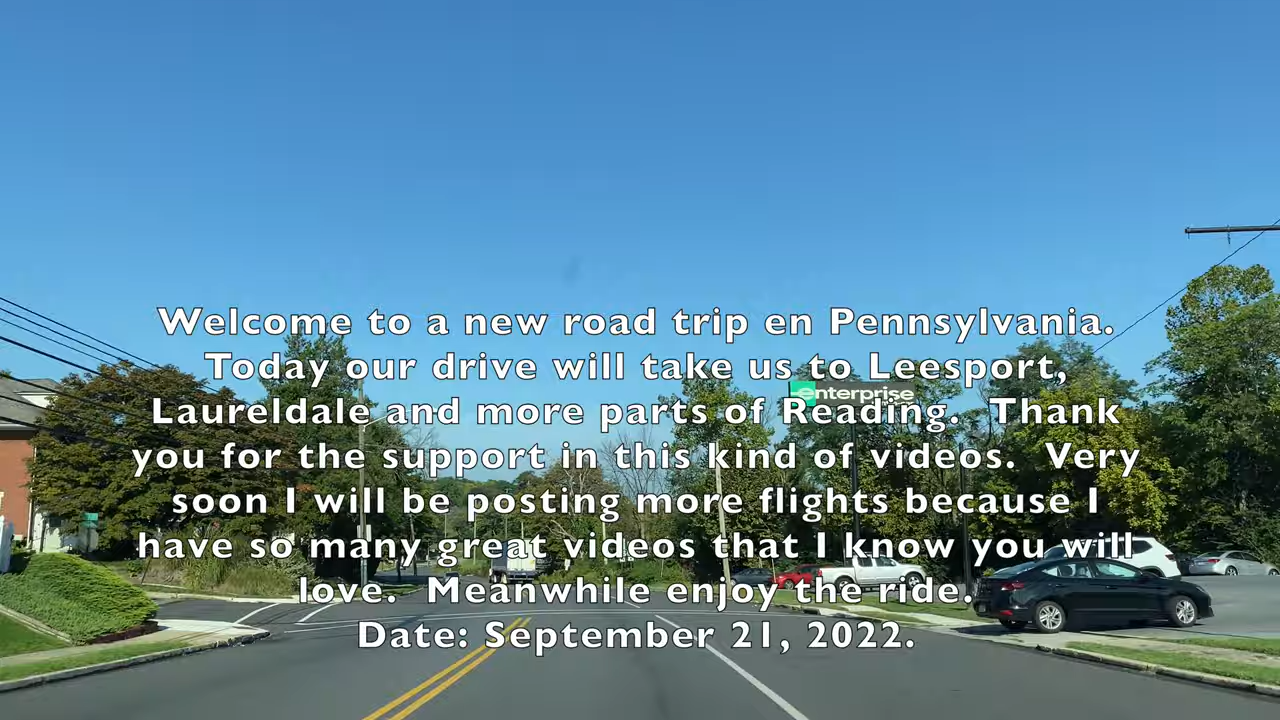 Welcome to a new road trip en Pennsylvania.
Today our drive will take us to Leesport,
enterprise
Laureldale and more parts of Reading.  Thank
you for the support in this kind of videos.  Very
soon I will be posting more flights because I
have so many great videos that I know you will
love.  Meanwhile enjoy the ride.
Date: September 21, 2022.